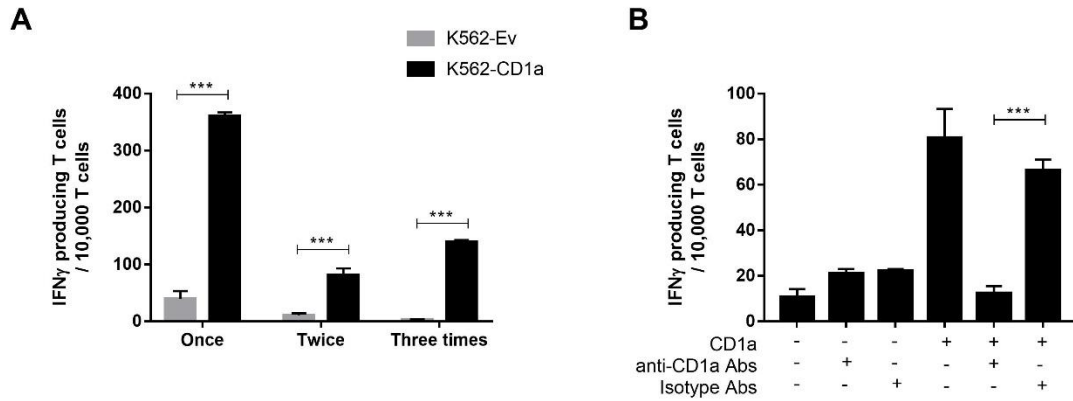 A
K562-Ev
K562-CD1a
IFNγ producing T cells
/ 10,000 T cells
400
300
200
100
0
***
***
***
Once
Twice
Three times
B
IFNγ producing T cells
/ 10,000 T cells
100
80
60
40
20
0
***
CD1a - - - + + +
anti-CD1a Abs - + - - + -
Isotype Abs - - + - - +